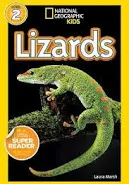 2
NATIONAL
GEOGRAPHIC
KIDS
Lizards
SUPER
READER
Laura Marsh